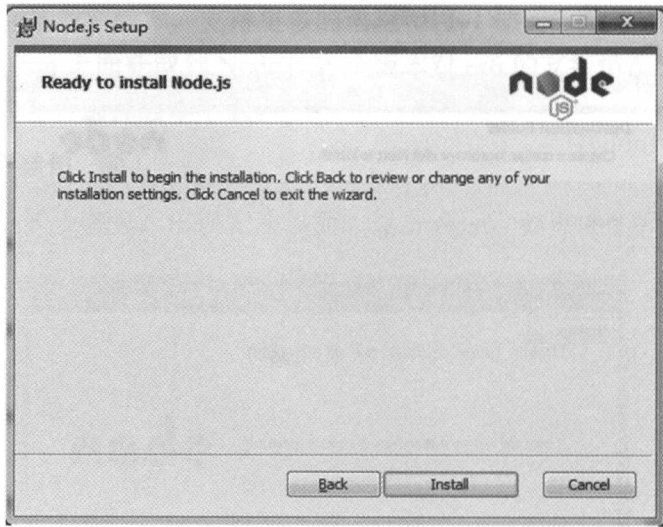 Node.js Setup
Ready to install Node.js
node
JS
Click Install to begin the installation. Click Back to review or change any of your
installation settings. Click Cancel to exit the wizard.
Back
Install
Cancel